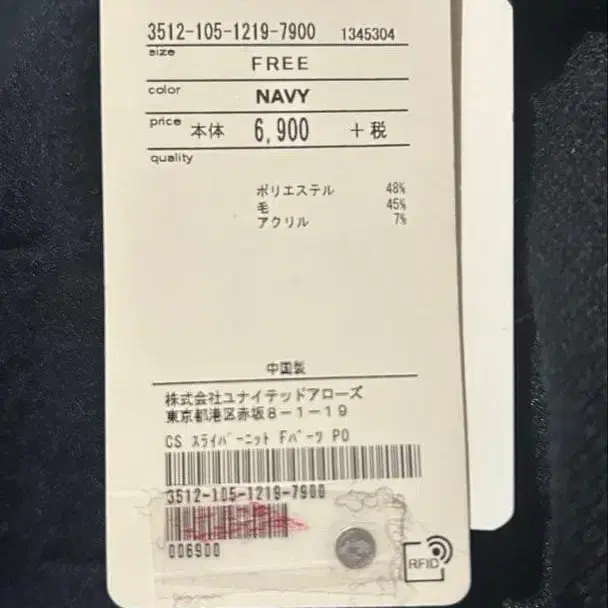 3512-105-1219-7900 1345304
size FREE
color NAVY
price 本体 6,900 +税
quality
ポリエステル 48%
毛 45%
アクリル 7%
中国製
株式会社ユナイテッドアローズ
東京都港区赤坂8-1-19
CS ｽﾗｲﾊﾞｰﾆｯﾄ Fﾊﾞｰﾂ PO
3512-105-1219-7900
006900
RFID